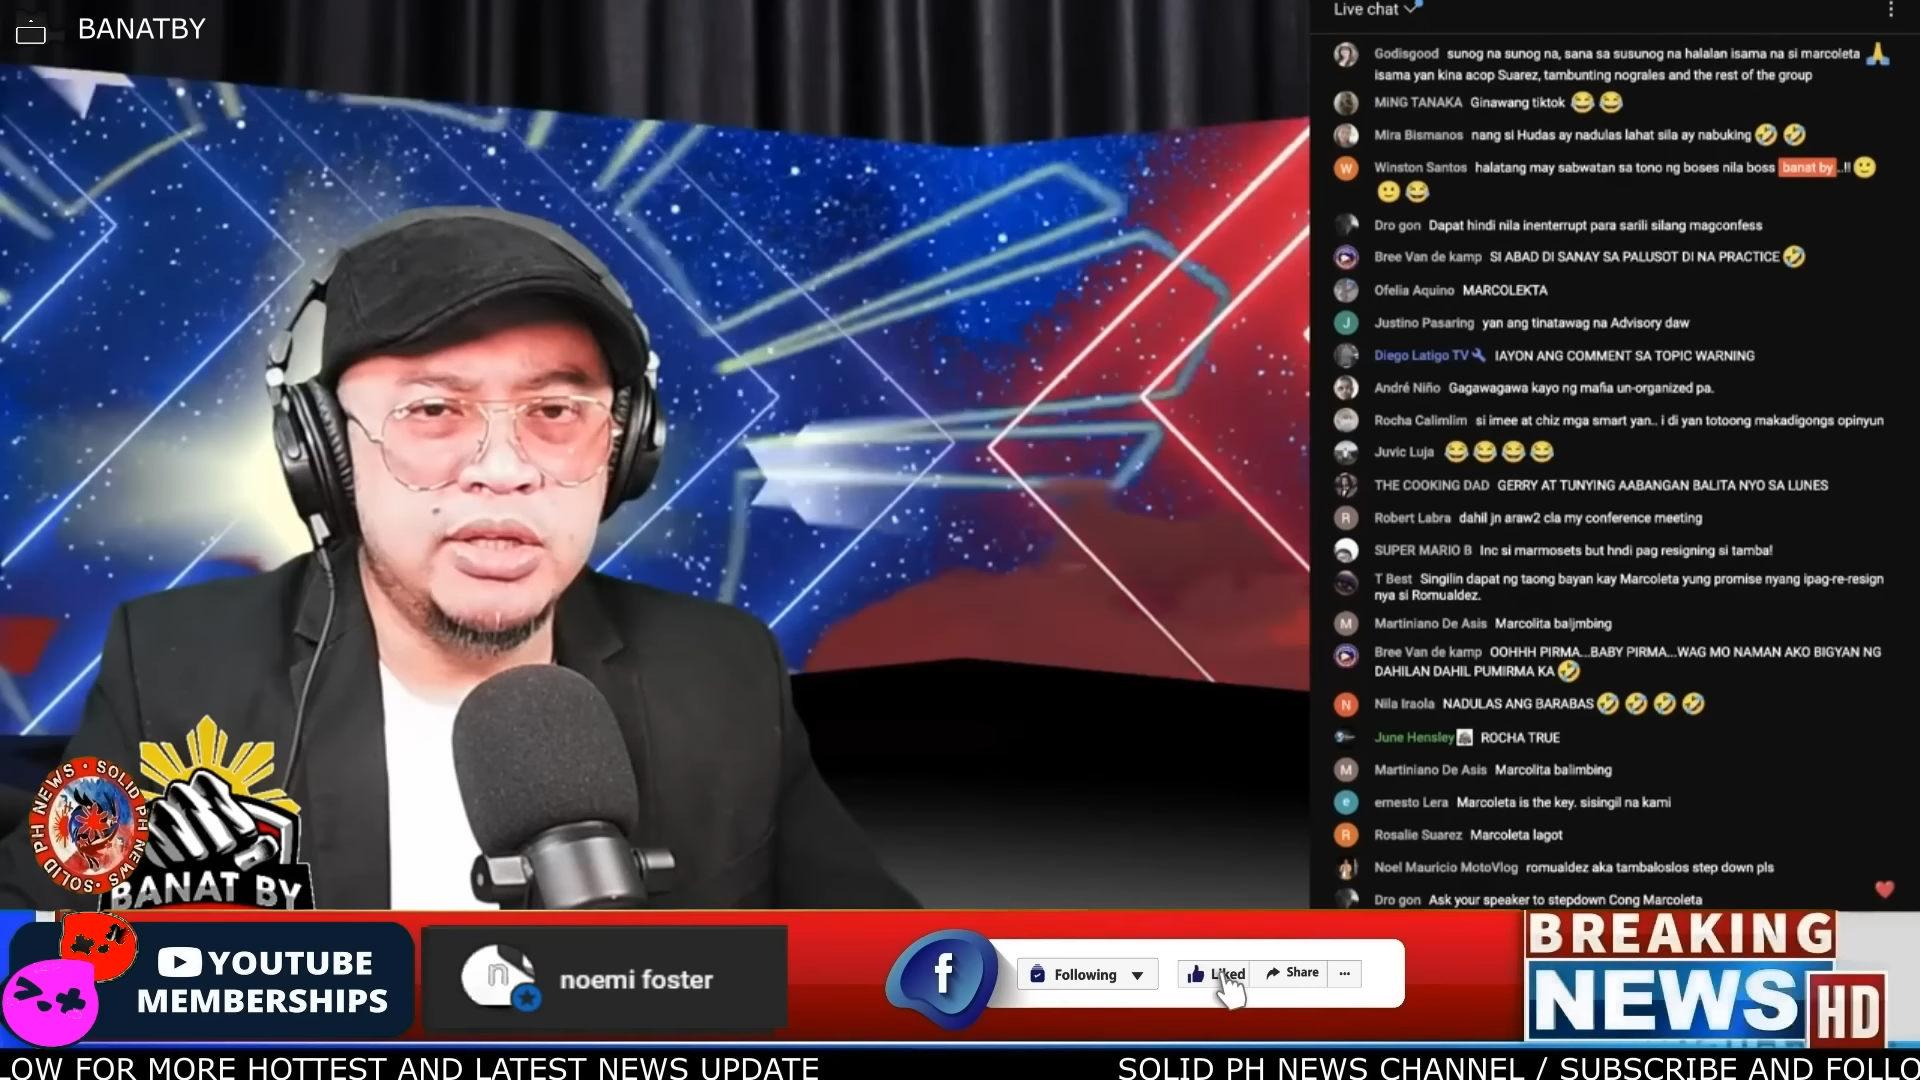 BANATBY
Live chat
Godisgood sunog na sunog na, sana sa susunog na halalan isama na si marcoleta 🙏
isama yan kina acop Suarez, tambunting nograles and the rest of the group
MiNG TANAKA Ginawang tiktok 😂 😂
Mira Bismanos nang si Hudas ay nadulas lahat sila ay nabuking 🤣 🤣
W Winston Santos halatang may sabwatan sa tono ng boses nila boss banat by ..!! 🙂
🙂 😂
Dro gon Dapat hindi nila inenterrupt para sarili silang magconfess
Bree Van de kamp SI ABAD DI SANAY SA PALUSOT DI NA PRACTICE 🤣
Ofelia Aquino MARCOLEKTA
J Justino Pasaring yan ang tinatawag na Advisory daw
Diego Latigo TV IAYON ANG COMMENT SA TOPIC WARNING
André Niño Gagawagawa kayo ng mafia un-organized pa.
Rocha Calimlim si imee at chiz mga smart yan.. i di yan totoong makadigongs opinyun
Juvic Luja 😂 😂 😂 😂
THE COOKING DAD GERRY AT TUNYING AABANGAN BALITA NYO SA LUNES
R Robert Labra dahil jn araw2 cla my conference meeting
SUPER MARIO B Inc si marmosets but hndi pag resigning si tamba!
T Best Singilin dapat ng taong bayan kay Marcoleta yung promise nyang ipag-re-resign
nya si Romualdez.
M Martiniano De Asis Marcolita baljmbing
Bree Van de kamp OOHHH PIRMA...BABY PIRMA...WAG MO NAMAN AKO BIGYAN NG
DAHILAN DAHIL PUMIRMA KA 🤣
N Nila Iraola NADULAS ANG BARABAS 🤣 🤣 🤣 🤣
June Hensley ROCHA TRUE
M Martiniano De Asis Marcolita balimbing
e ernesto Lera Marcoleta is the key. sisingil na kami
R Rosalie Suarez Marcoleta lagot
Noel Mauricio MotoVlog romualdez aka tambaloslos step down pls
Dro gon Ask your speaker to stepdown Cong Marcoleta
SOLID PH NEWS • SOLID PH NEWS •
BANAT BY
YOUTUBE
MEMBERSHIPS
n noemi foster
f Following Liked Share ...
BREAKING
NEWS HD
LOW FOR MORE HOTTEST AND LATEST NEWS UPDATE SOLID PH NEWS CHANNEL / SUBSCRIBE AND FOLLO